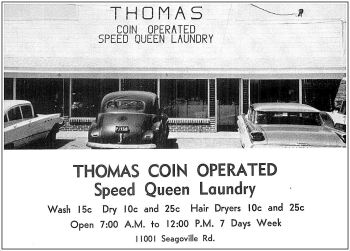 THOMAS
COIN OPERATED
SPEED QUEEN LAUNDRY
THOMAS COIN OPERATED
Speed Queen Laundry
Wash 15c Dry 10c and 25c Hair Dryers 10c and 25c
Open 7:00 A.M. to 12:00 P.M. 7 Days Week
11001 Seagoville Rd.